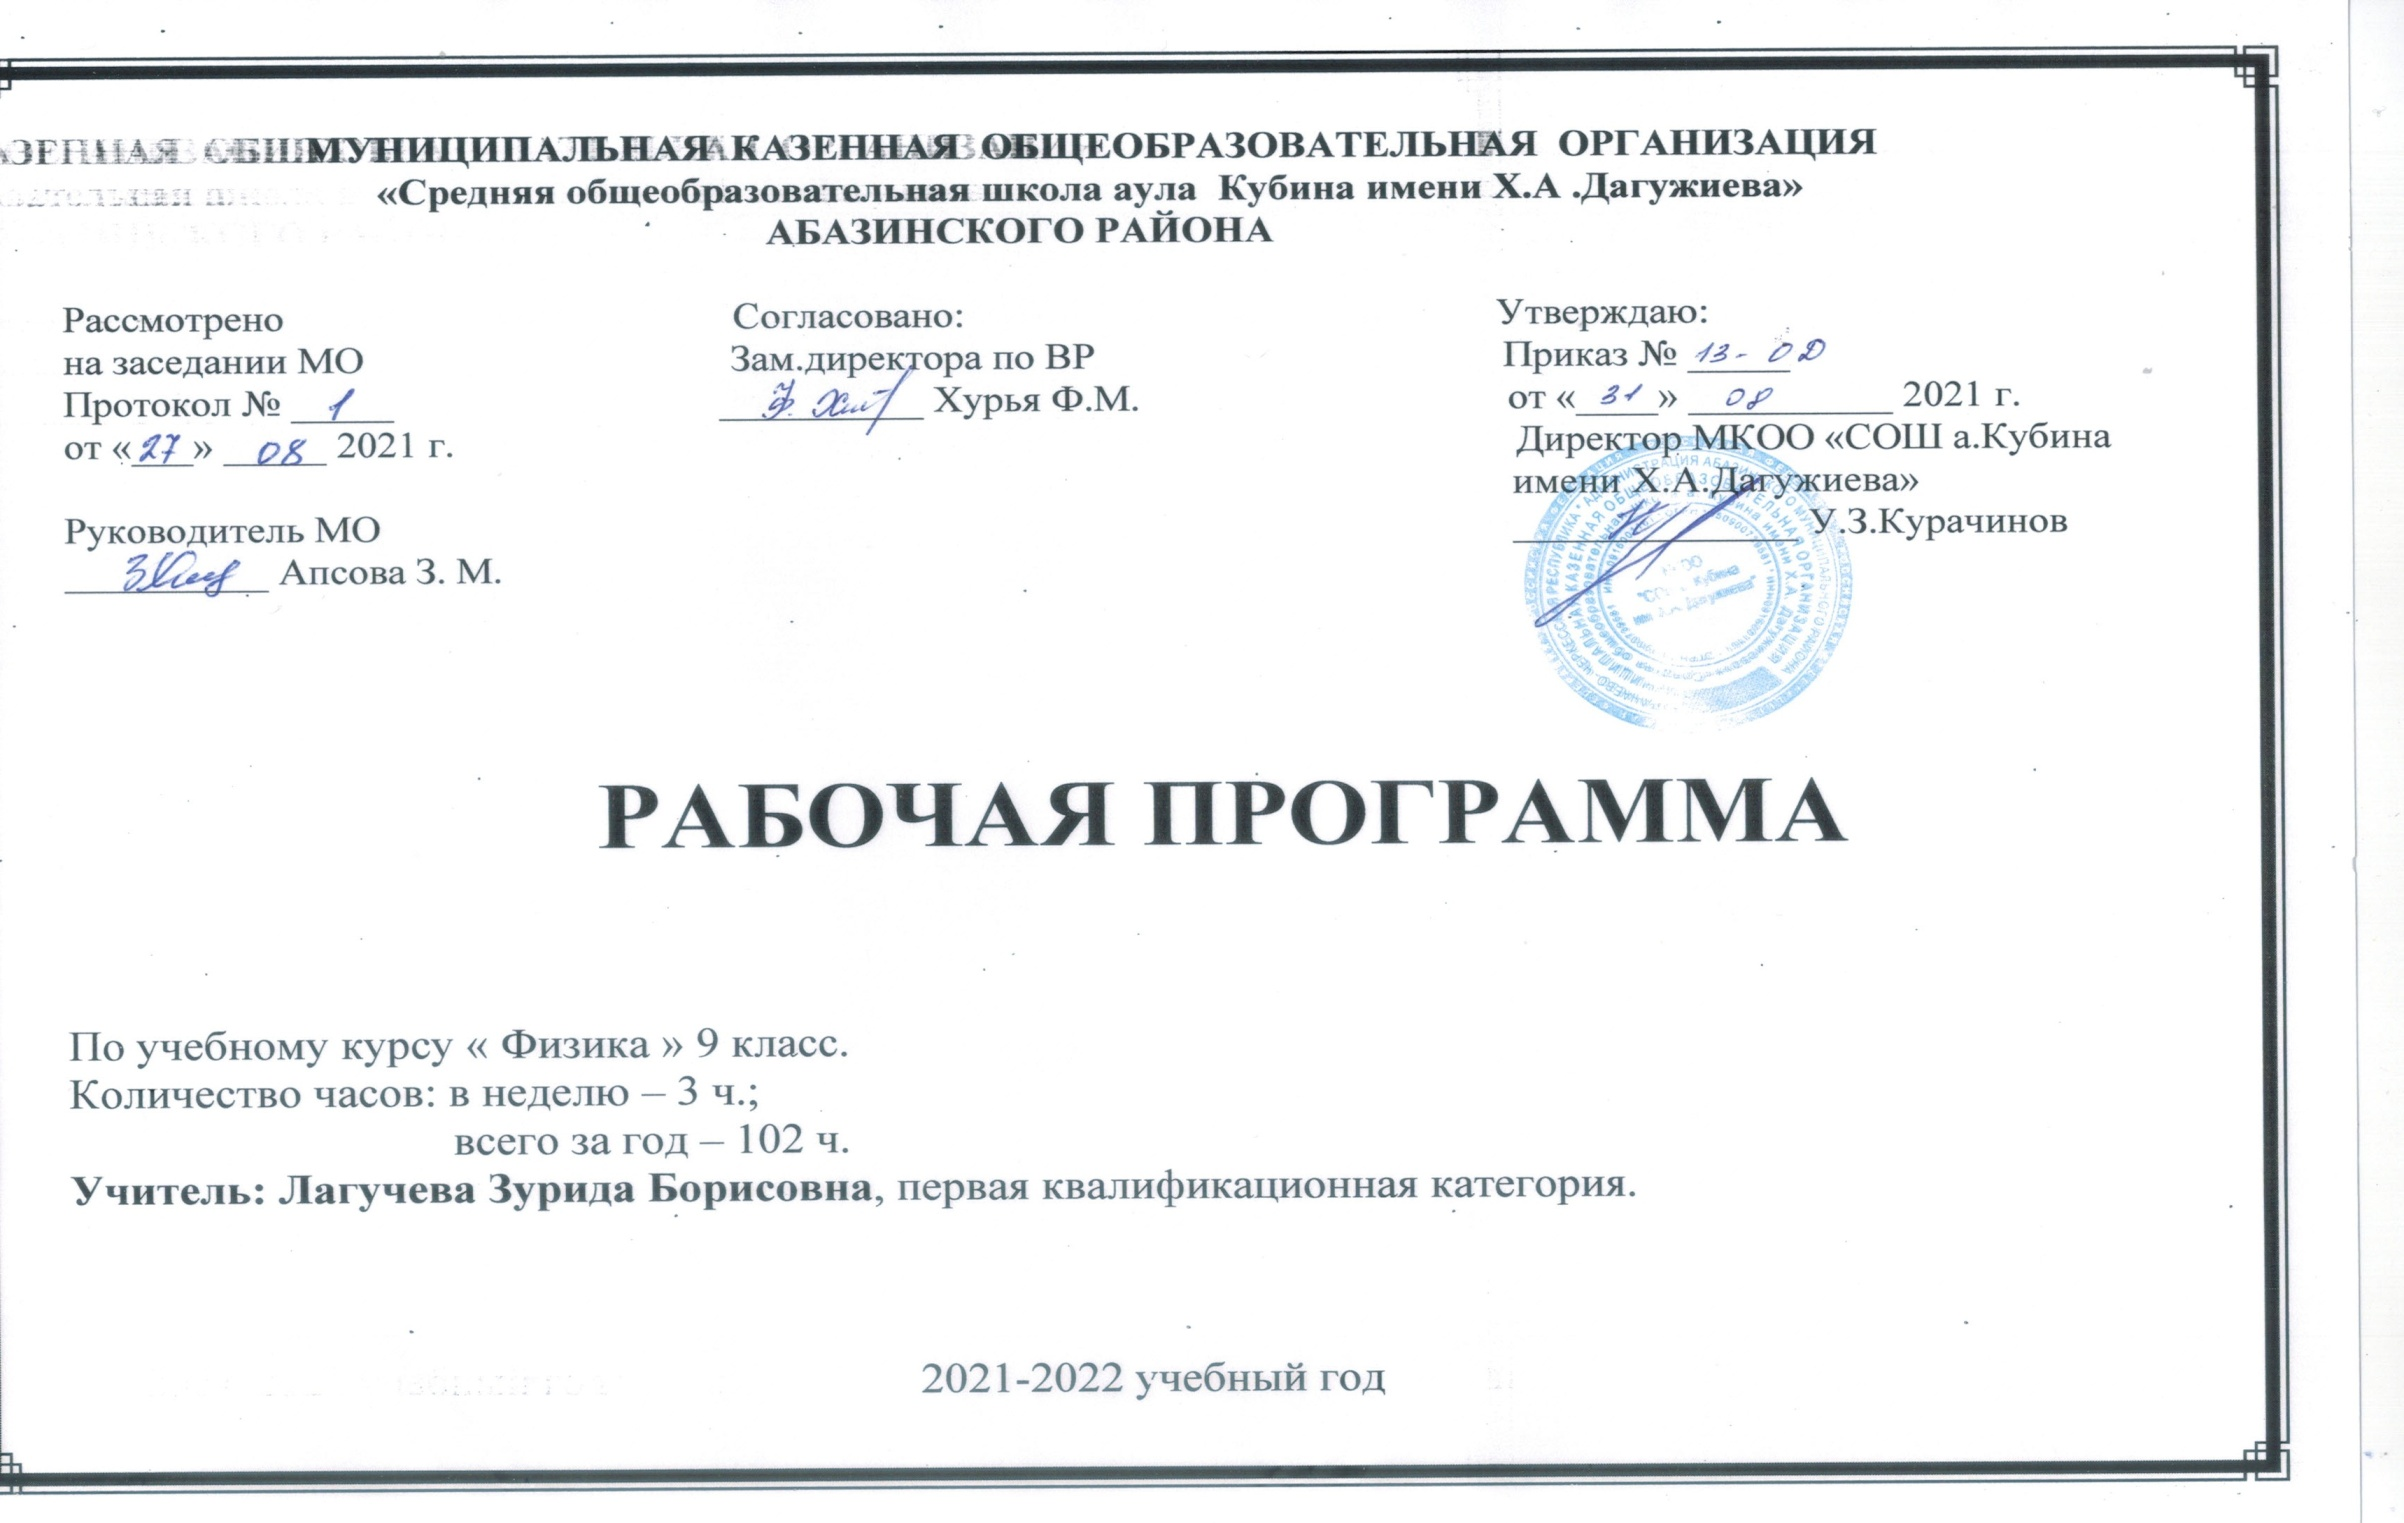 МУНИЦИПАЛЬНАЯ КАЗЕННАЯ ОБЩЕОБРАЗОВАТЕЛЬНАЯ ОРГАНИЗАЦИЯ
«Средняя общеобразовательная школа аула Кубина имени Х.А .Дагужиева»
АБАЗИНСКОГО РАЙОНА
Рассмотрено
на заседании МО
Протокол № 1
от «27» 08 2021 г.
Руководитель МО
Апсова З. М.
Согласовано:
Зам.директора по ВР
Хурья Ф.М.
Утверждаю:
Приказ № 13- ОД
от «31» 08 2021 г.
Директор МКОО «СОШ а.Кубина
имени Х.А.Дагужиева»
У.З.Курачинов
РАБОЧАЯ ПРОГРАММА
По учебному курсу « Физика » 9 класс.
Количество часов: в неделю – 3 ч.;
всего за год – 102 ч.
Учитель: Лагучева Зурида Борисовна, первая квалификационная категория.
2021-2022 учебный год